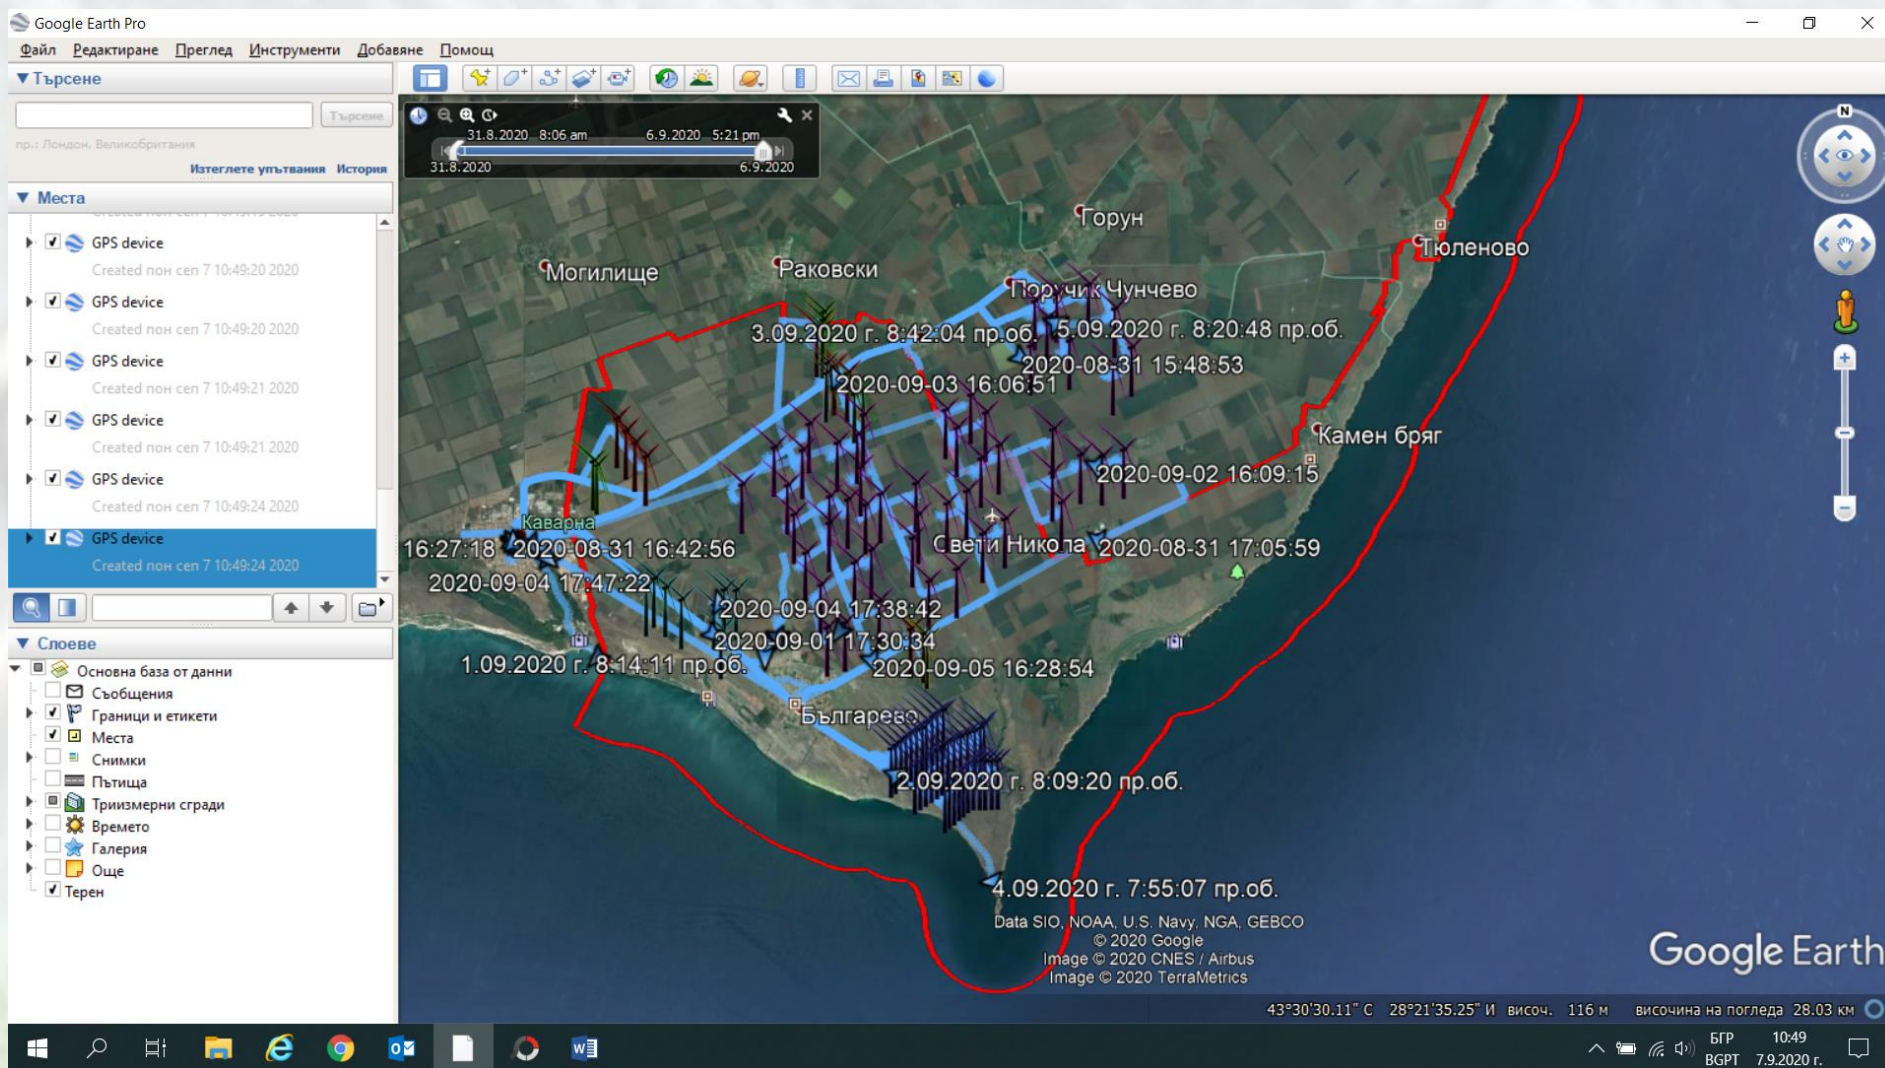 Google Earth Pro
Файл Редактиране Преглед Инструменти Добавяне Помощ
Търсене
Търсене
пр.: Лондон, Великобритания
Изтеглете упътвания История
Места
GPS device
Created пон сеп 7 10:49:20 2020
GPS device
Created пон сеп 7 10:49:20 2020
GPS device
Created пон сеп 7 10:49:21 2020
GPS device
Created пон сеп 7 10:49:21 2020
GPS device
Created пон сеп 7 10:49:24 2020
GPS device
Created пон сеп 7 10:49:24 2020
Слоеве
Основна база от данни
Съобщения
Граници и етикети
Места
Снимки
Пътища
Триизмерни сгради
Времето
Галерия
Още
Терен
31.8.2020 8:06 am 6.9.2020 5:21 pm
31.8.2020 6.9.2020
N
Горун
Тюленово
Могилище
Раковски
Поручик Чунчево
3.09.2020 г. 8:42:04 пр.об.
5.09.2020 г. 8:20:48 пр.об.
2020-08-31 15:48:53
2020-09-03 16:06:51
Камен бряг
2020-09-02 16:09:15
Каварна
16:27:18 2020-08-31 16:42:56
Свети Никола
2020-08-31 17:05:59
2020-09-04 17:47:22
2020-09-04 17:38:42
2020-09-01 17:30:34
1.09.2020 г. 8:14:11 пр.об.
2020-09-05 16:28:54
Българево
2.09.2020 г. 8:09:20 пр.об.
4.09.2020 г. 7:55:07 пр.об.
Data SIO, NOAA, U.S. Navy, NGA, GEBCO
© 2020 Google
Image © 2020 CNES / Airbus
Image © 2020 TerraMetrics
Google Earth
43°30'30.11" С 28°21'35.25" И височ. 116 м височина на погледа 28.03 км
БГР
BGPT
10:49
7.9.2020 г.